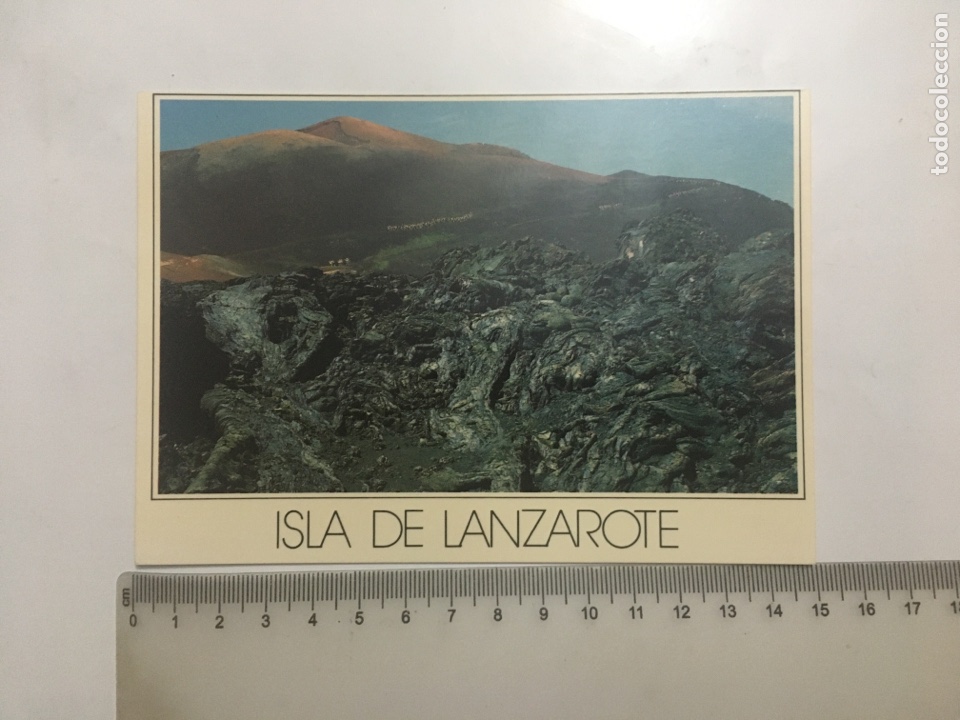 todocoleccion
ISLA DE LANZAROTE
cm
0 1 2 3 4 5 6 7 8 9 10 11 12 13 14 15 16 17 18